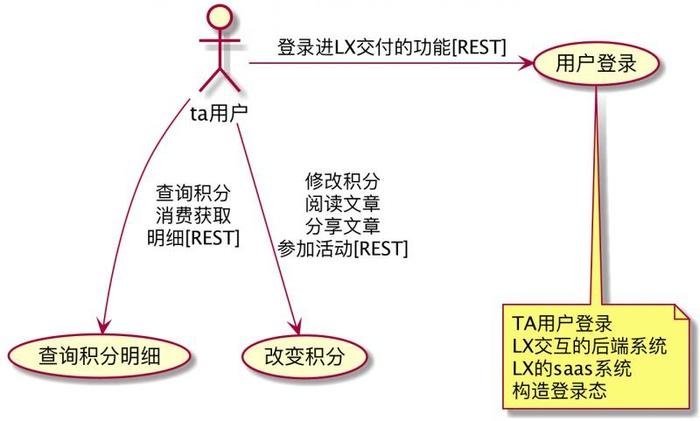 登录进LX交付的功能[REST]
用户登录
ta用户
查询积分
消费获取
明细[REST]
修改积分
阅读文章
分享文章
参加活动[REST]
查询积分明细
改变积分
TA用户登录
LX交互的后端系统
LX的saas系统
构造登录态